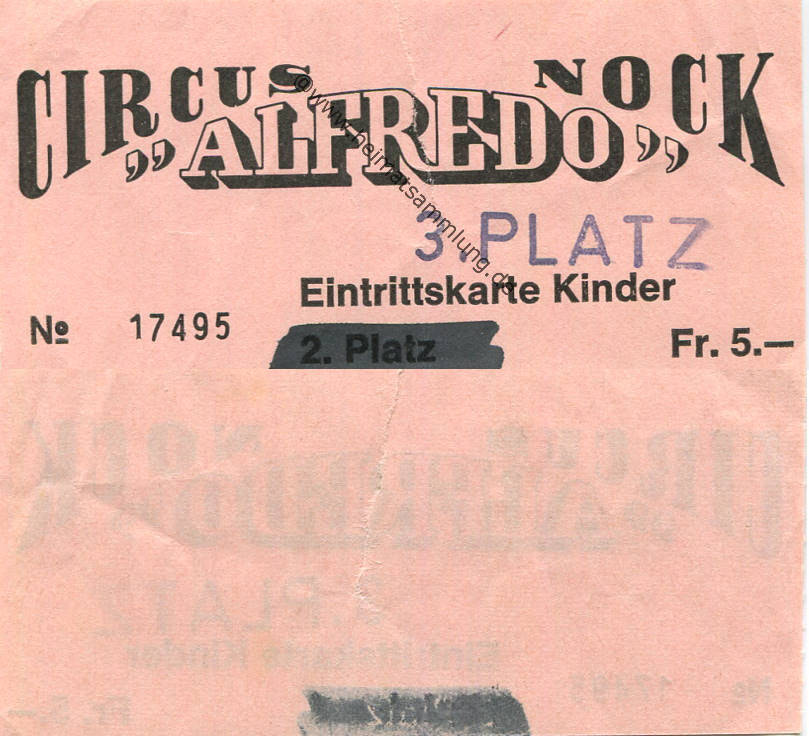 CIRCUS NOCK
„ALFREDO”
@www.heimatsammlung.de
3.PLATZ
Eintrittskarte Kinder
№ 17495
2. Platz
Fr. 5.—